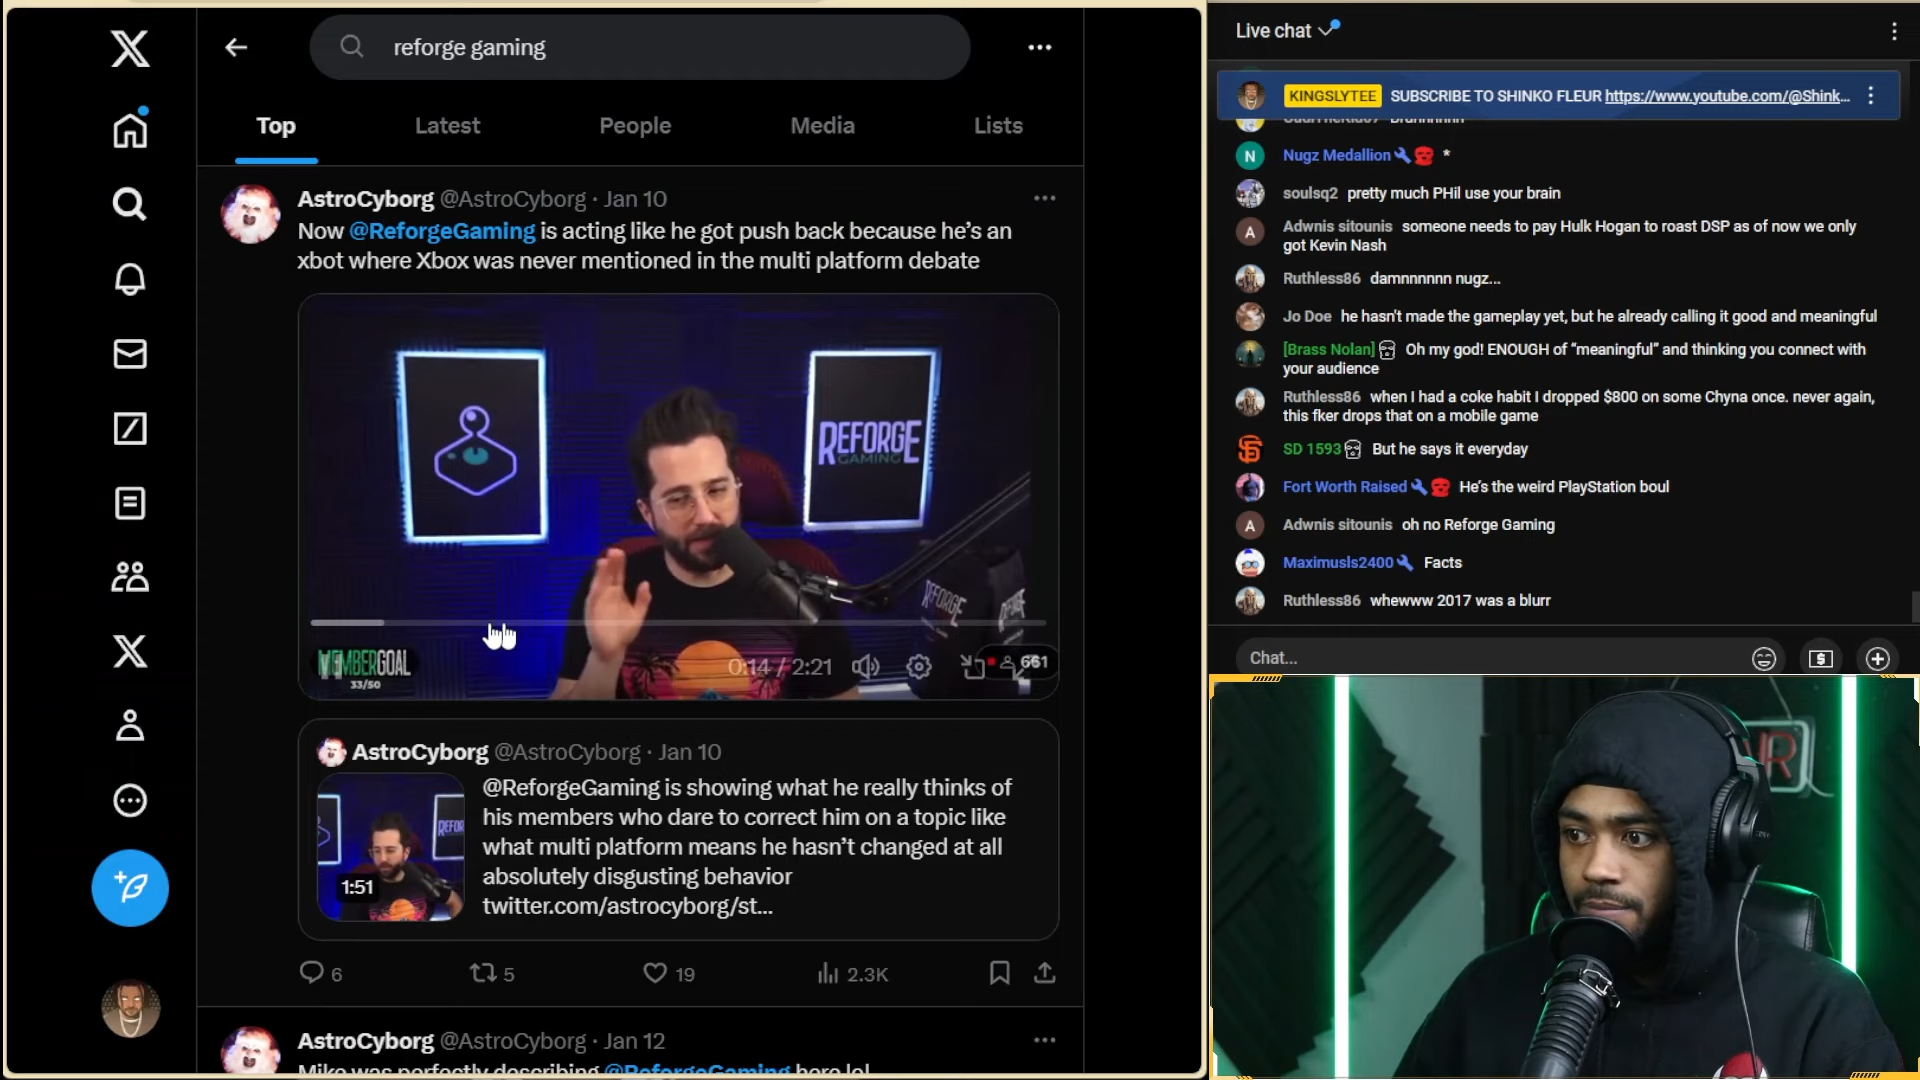 reforge gaming
Top
Latest
People
Media
Lists
AstroCyborg @AstroCyborg · Jan 10
Now @ReforgeGaming is acting like he got push back because he's an
xbot where Xbox was never mentioned in the multi platform debate
REFORGE
GAMING
REFORGE
MEMBERGOAL
33/50
0:14 / 2:21
661
AstroCyborg @AstroCyborg · Jan 10
@ReforgeGaming is showing what he really thinks of
his members who dare to correct him on a topic like
what multi platform means he hasn't changed at all
absolutely disgusting behavior
twitter.com/astrocyborg/st...
1:51
6
5
19
2.3K
AstroCyborg @AstroCyborg · Jan 12
Mike was perfectly describing @ReforgeGaming here lol
Live chat
KINGSLYTEE SUBSCRIBE TO SHINKO FLEUR https://www.youtube.com/@Shink...
Nugz Medallion *
soulsq2 pretty much PHil use your brain
Adwnis sitounis someone needs to pay Hulk Hogan to roast DSP as of now we only
got Kevin Nash
Ruthless86 damnnnnnn nugz...
Jo Doe he hasn't made the gameplay yet, but he already calling it good and meaningful
[Brass Nolan] Oh my god! ENOUGH of "meaningful" and thinking you connect with
your audience
Ruthless86 when I had a coke habit I dropped $800 on some Chyna once. never again,
this fker drops that on a mobile game
SD 1593 But he says it everyday
Fort Worth Raised He's the weird PlayStation boul
Adwnis sitounis oh no Reforge Gaming
Maximusls2400 Facts
Ruthless86 whewww 2017 was a blurr
Chat...